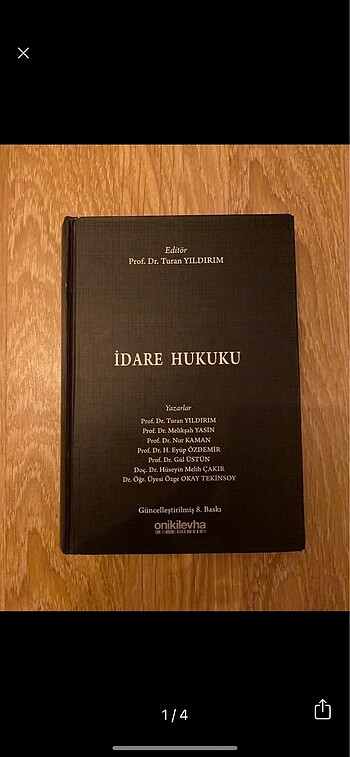 Editör
Prof. Dr. Turan YILDIRIM
İDARE HUKUKU
Yazarlar
Prof. Dr. Turan YILDIRIM
Prof. Dr. Melikşah YASİN
Prof. Dr. Nur KAMAN
Prof. Dr. H. Eyüp ÖZDEMİR
Prof. Dr. Gül ÜSTÜN
Doç. Dr. Hüseyin Melih ÇAKIR
Dr. Öğr. Üyesi Özge OKAY TEKİNSOY
Güncelleştirilmiş 8. Baskı
onikilevha
1 / 4